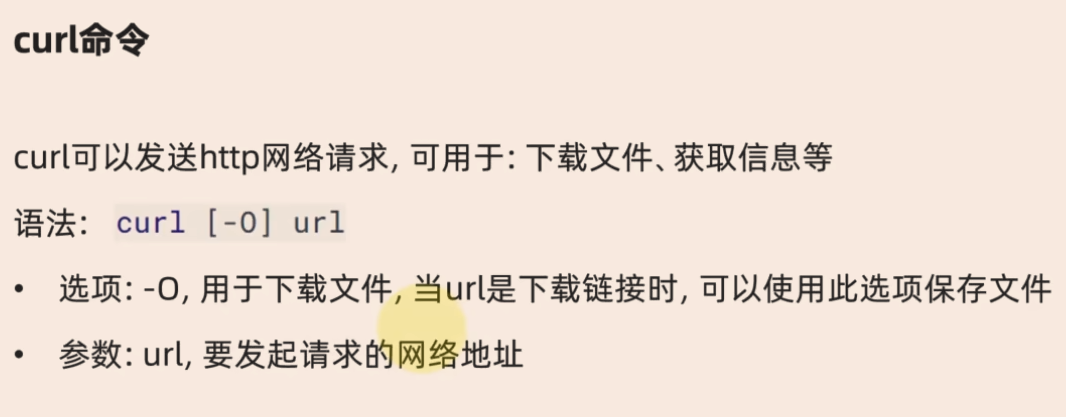 curl命令
curl可以发送http网络请求, 可用于: 下载文件、获取信息等
语法: curl [-O] url
• 选项: -O, 用于下载文件, 当url是下载链接时, 可以使用此选项保存文件
• 参数: url, 要发起请求的网络地址